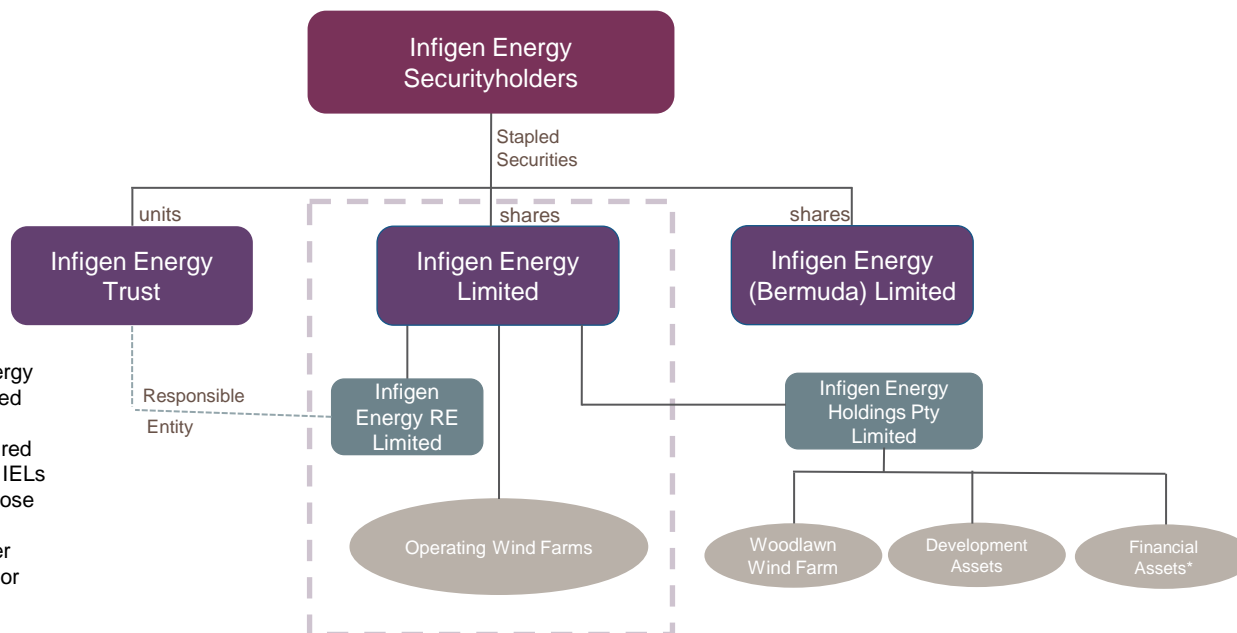 Infigen Energy
Securityholders
Stapled
Securities
units
shares
shares
Infigen Energy
Trust
Infigen Energy
Limited
Infigen Energy
(Bermuda) Limited
Responsible
Entity
Infigen
Energy RE
Limited
Infigen Energy
Holdings Pty
Limited
Operating Wind Farms
Woodlawn
Wind Farm
Development
Assets
Financial
Assets*
IELs
or